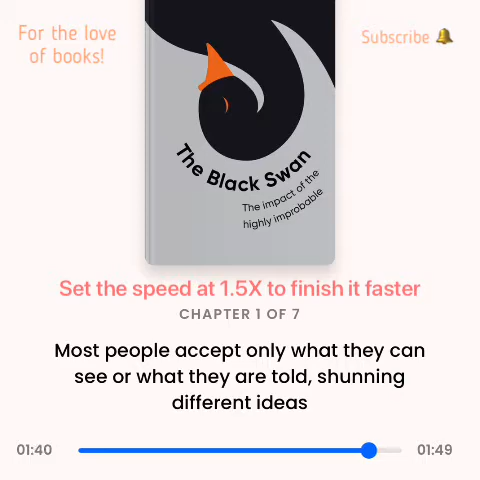 For the love
of books!
Subscribe 🔔
The Black Swan
The impact of the
highly improbable
Set the speed at 1.5X to finish it faster
CHAPTER 1 OF 7
Most people accept only what they can
see or what they are told, shunning
different ideas
01:40
01:49